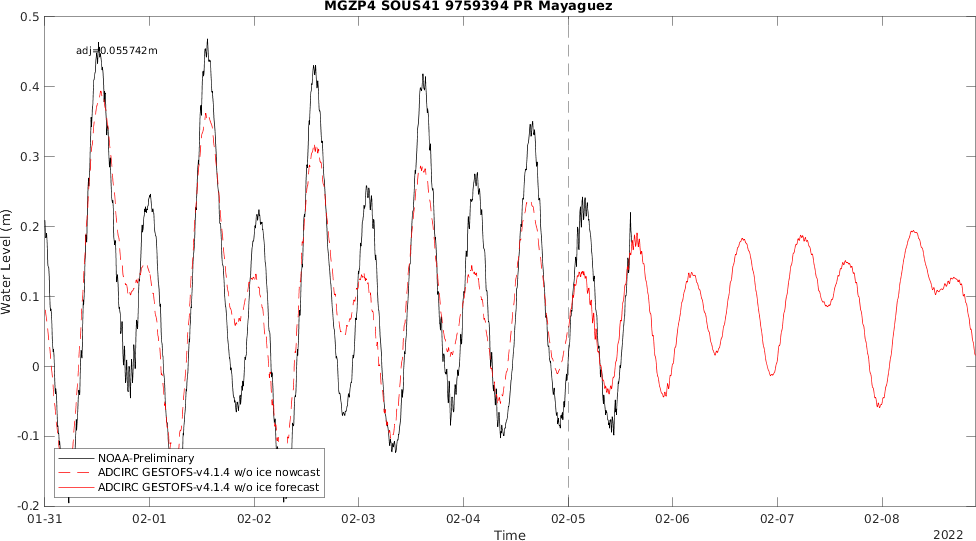 MGZP4 SOUS41 9759394 PR Mayaguez
adj=0.055742m
0.5
0.4
0.3
0.2
0.1
0
-0.1
-0.2
Water Level (m)
NOAA-Preliminary
ADCIRC GESTOFS-v4.1.4 w/o ice nowcast
ADCIRC GESTOFS-v4.1.4 w/o ice forecast
01-31 02-01 02-02 02-03 02-04 02-05 02-06 02-07 02-08
Time
2022